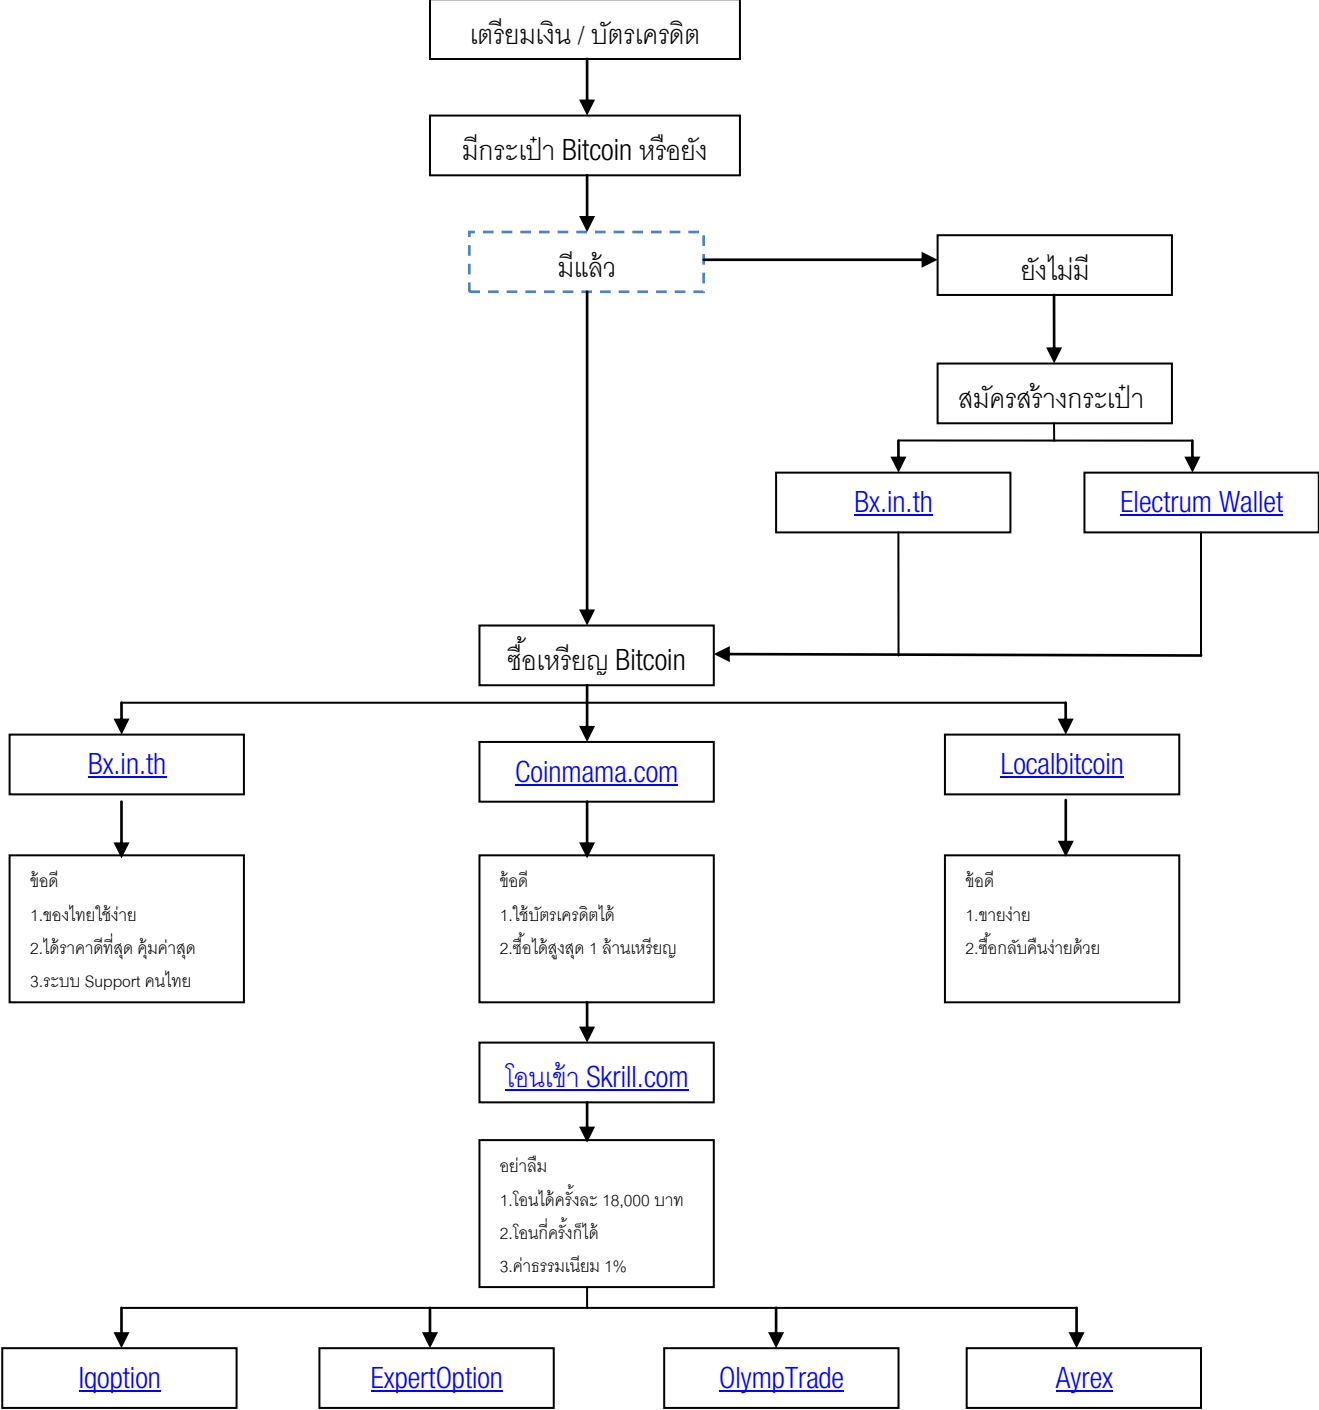 เตรียมเงิน / บัตรเครดิต
มีกระเป๋า Bitcoin หรือยัง
มีแล้ว
ยังไม่มี
สมัครสร้างกระเป๋า
Bx.in.th
Electrum Wallet
ซื้อเหรียญ Bitcoin
Bx.in.th
Coinmama.com
Localbitcoin
ข้อดี
1.ของไทยใช้ง่าย
2.ได้ราคาดีที่สุด คุ้มค่าสุด
3.ระบบ Support คนไทย
ข้อดี
1.ใช้บัตรเครดิตได้
2.ซื้อได้สูงสุด 1 ล้านเหรียญ
ข้อดี
1.ขายง่าย
2.ซื้อกลับคืนง่ายด้วย
โอนเข้า Skrill.com
อย่าลืม
1.โอนได้ครั้งละ 18,000 บาท
2.โอนกี่ครั้งก็ได้
3.ค่าธรรมเนียม 1%
Iqoption
ExpertOption
OlympTrade
Ayrex